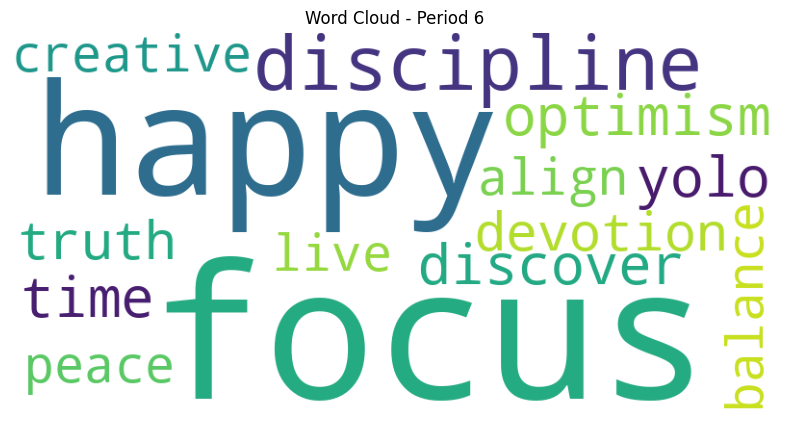 Word Cloud - Period 6
creative discipline
happy
optimism
align yolo
truth
live
devotion
discover
time
focus
balance
peace